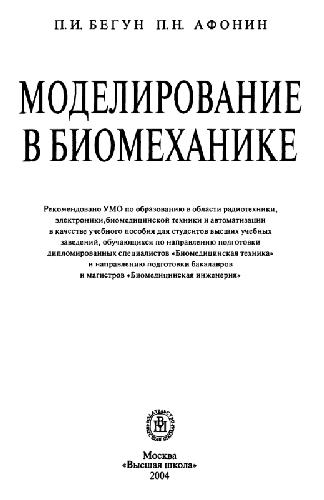 П.И. БЕГУН П.Н. АФОНИН
МОДЕЛИРОВАНИЕ
В БИОМЕХАНИКЕ
Рекомендовано УМО по образованию в области радиотехники,
электроники,биомедицинской техники и автоматизации
в качестве учебного пособия для студентов высших учебных
заведений, обучающихся по направлению подготовки
дипломированных специалистов «Биомедицинская техника»
и направлению подготовки бакалавров
и магистров «Биомедицинская инженерия»
Москва
«Высшая школа»
2004